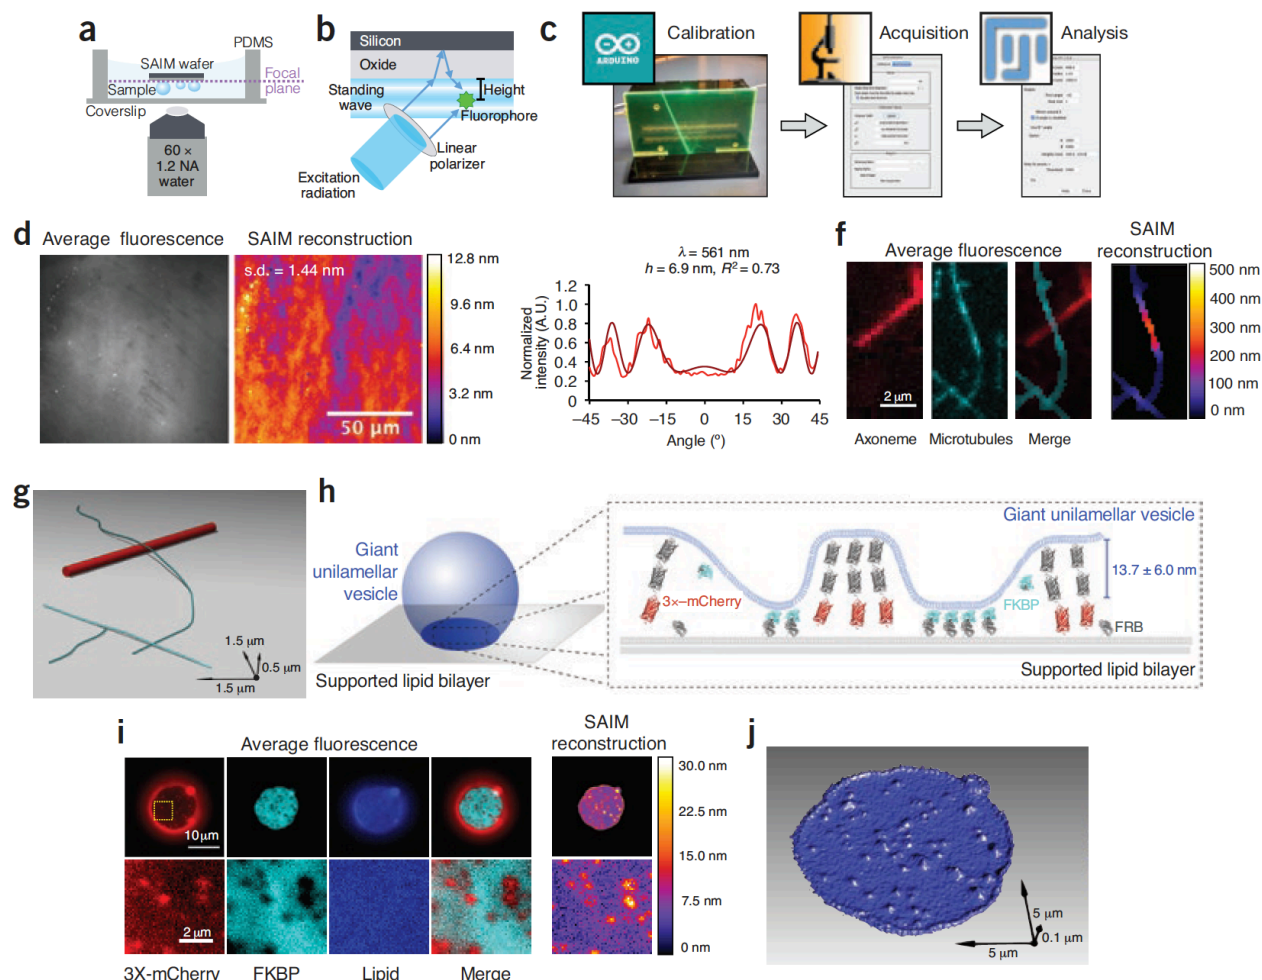 a
PDMS
SAIM wafer
Focal
plane
Sample
Coverslip
60 ×
1.2 NA
water
b
Silicon
Oxide
Standing
wave
Height
Fluorophore
Linear
polarizer
Excitation
radiation
c
ARDUINO
Calibration
Acquisition
Analysis
d
Average fluorescence
SAIM reconstruction
s.d. = 1.44 nm
50 µm
12.8 nm
9.6 nm
6.4 nm
3.2 nm
0 nm
λ = 561 nm
h = 6.9 nm, R² = 0.73
Normalized
intensity (A.U.)
1.2
1.0
0.8
0.6
0.4
0.2
0
–45 –30 –15 0 15 30 45
Angle (º)
f
Average fluorescence
SAIM
reconstruction
2 µm
Axoneme Microtubules Merge
500 nm
400 nm
300 nm
200 nm
100 nm
0 nm
g
1.5 µm
0.5 µm
1.5 µm
h
Giant
unilamellar
vesicle
Supported lipid bilayer
Giant unilamellar vesicle
13.7 ± 6.0 nm
3×–mCherry
FKBP
FRB
Supported lipid bilayer
i
Average fluorescence
SAIM
reconstruction
10 µm
2 µm
3X-mCherry FKBP Lipid Merge
30.0 nm
22.5 nm
15.0 nm
7.5 nm
0 nm
j
5 µm
0.1 µm
5 µm